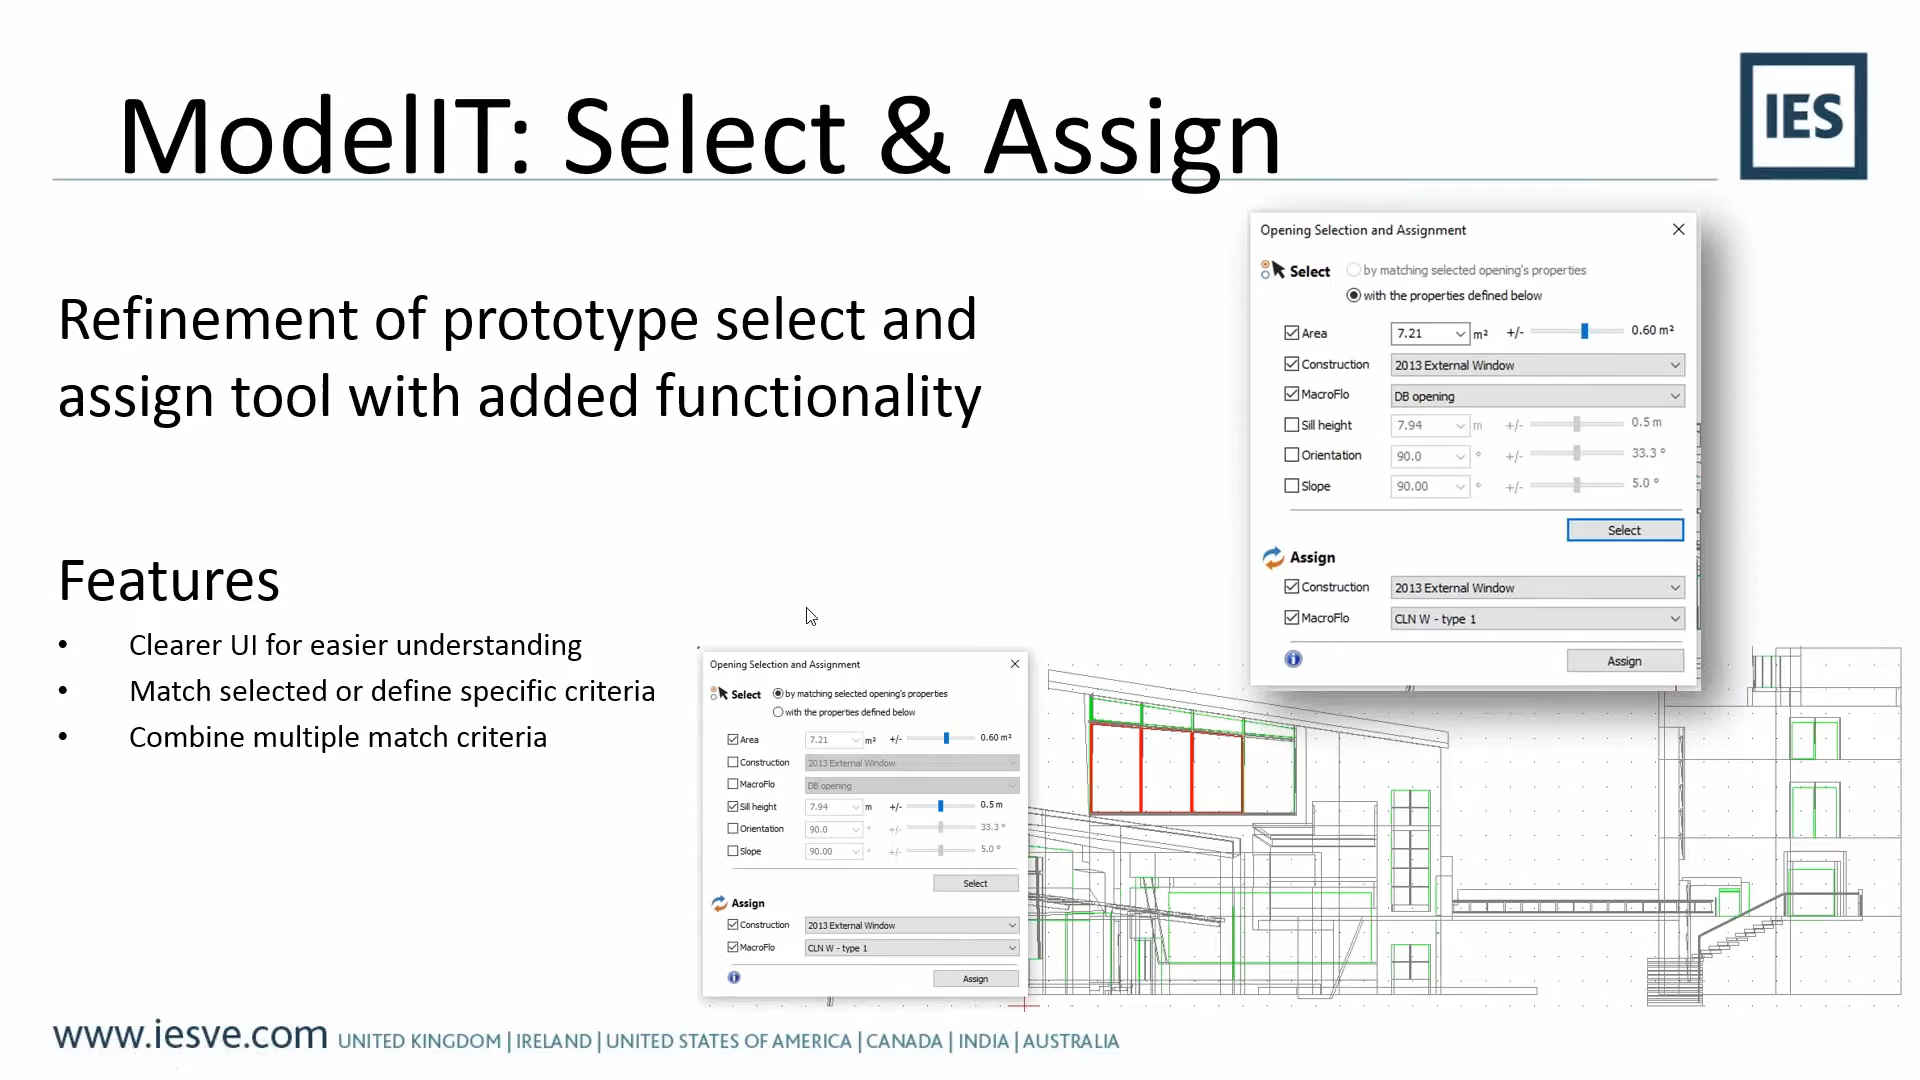 ModelIT: Select & Assign
IES
Refinement of prototype select and
assign tool with added functionality
Features
• Clearer UI for easier understanding
• Match selected or define specific criteria
• Combine multiple match criteria
Opening Selection and Assignment
Select by matching selected opening's properties
with the properties defined below
Area 7.21 m² +/- 0.60 m²
Construction 2013 External Window
MacroFlo DB opening
Sill height 7.94 m +/- 0.5 m
Orientation 90.0 ° +/- 33.3 °
Slope 90.00 ° +/- 5.0 °
Select
Assign
Construction 2013 External Window
MacroFlo CLN W - type 1
Assign
Opening Selection and Assignment
Select by matching selected opening's properties
with the properties defined below
Area 7.21 m² +/- 0.60 m²
Construction 2013 External Window
MacroFlo DB opening
Sill height 7.94 m +/- 0.5 m
Orientation 90.0 ° +/- 33.3 °
Slope 90.00 ° +/- 5.0 °
Select
Assign
Construction 2013 External Window
MacroFlo CLN W - type 1
Assign
www.iesve.com UNITED KINGDOM | IRELAND | UNITED STATES OF AMERICA | CANADA | INDIA | AUSTRALIA